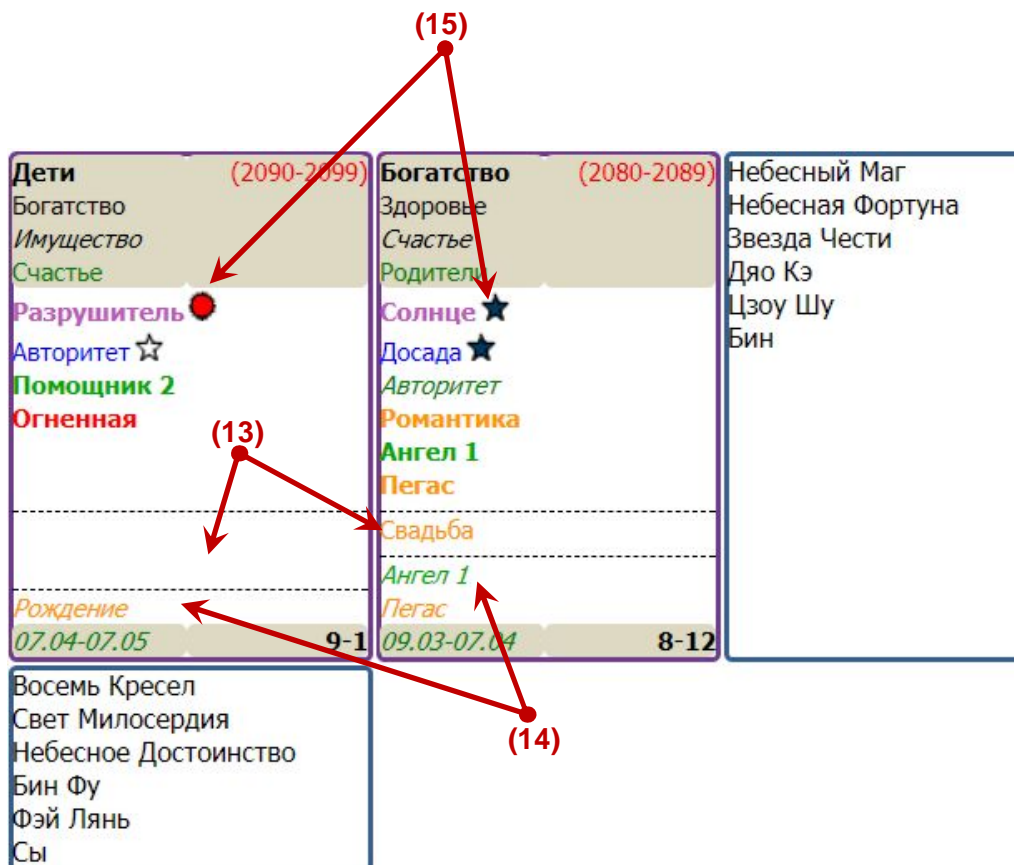 (15)
Дети (2090-2099)
Богатство
Имущество
Счастье
Разрушитель
Авторитет
Помощник 2
Огненная
(13)
Рождение
07.04-07.05 9-1
Богатство (2080-2089)
Здоровье
Счастье
Родители
Солнце
Досада
Авторитет
Романтика
Ангел 1
Пегас
Свадьба
Ангел 1
Пегас
09.03-07.04 8-12
Небесный Маг
Небесная Фортуна
Звезда Чести
Дяо Кэ
Цзоу Шу
Бин
(14)
Восемь Кресел
Свет Милосердия
Небесное Достоинство
Бин Фу
Фэй Лянь
Сы